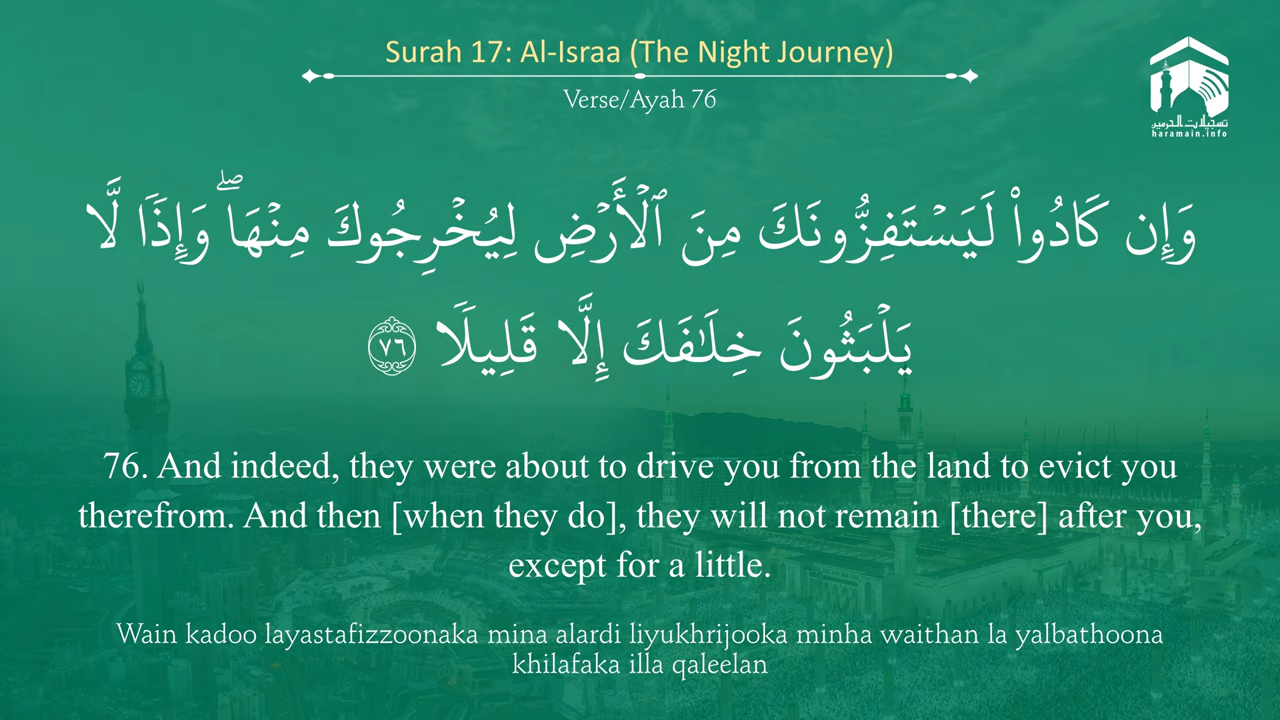 Surah 17: Al-Israa (The Night Journey)
Verse/Ayah 76
تسجيلات الحرمين
haramain.info
وَإِن كَادُوا۟ لَيَسْتَفِزُّونَكَ مِنَ ٱلْأَرْضِ لِيُخْرِجُوكَ مِنْهَا ۖ وَإِذًا لَّا
يَلْبَثُونَ خِلَـٰفَكَ إِلَّا قَلِيلًا ٧٦
76. And indeed, they were about to drive you from the land to evict you
therefrom. And then [when they do], they will not remain [there] after you,
except for a little.
Wain kadoo layastafizzoonaka mina alardi liyukhrijooka minha waithan la yalbathoona
khilafaka illa qaleelan